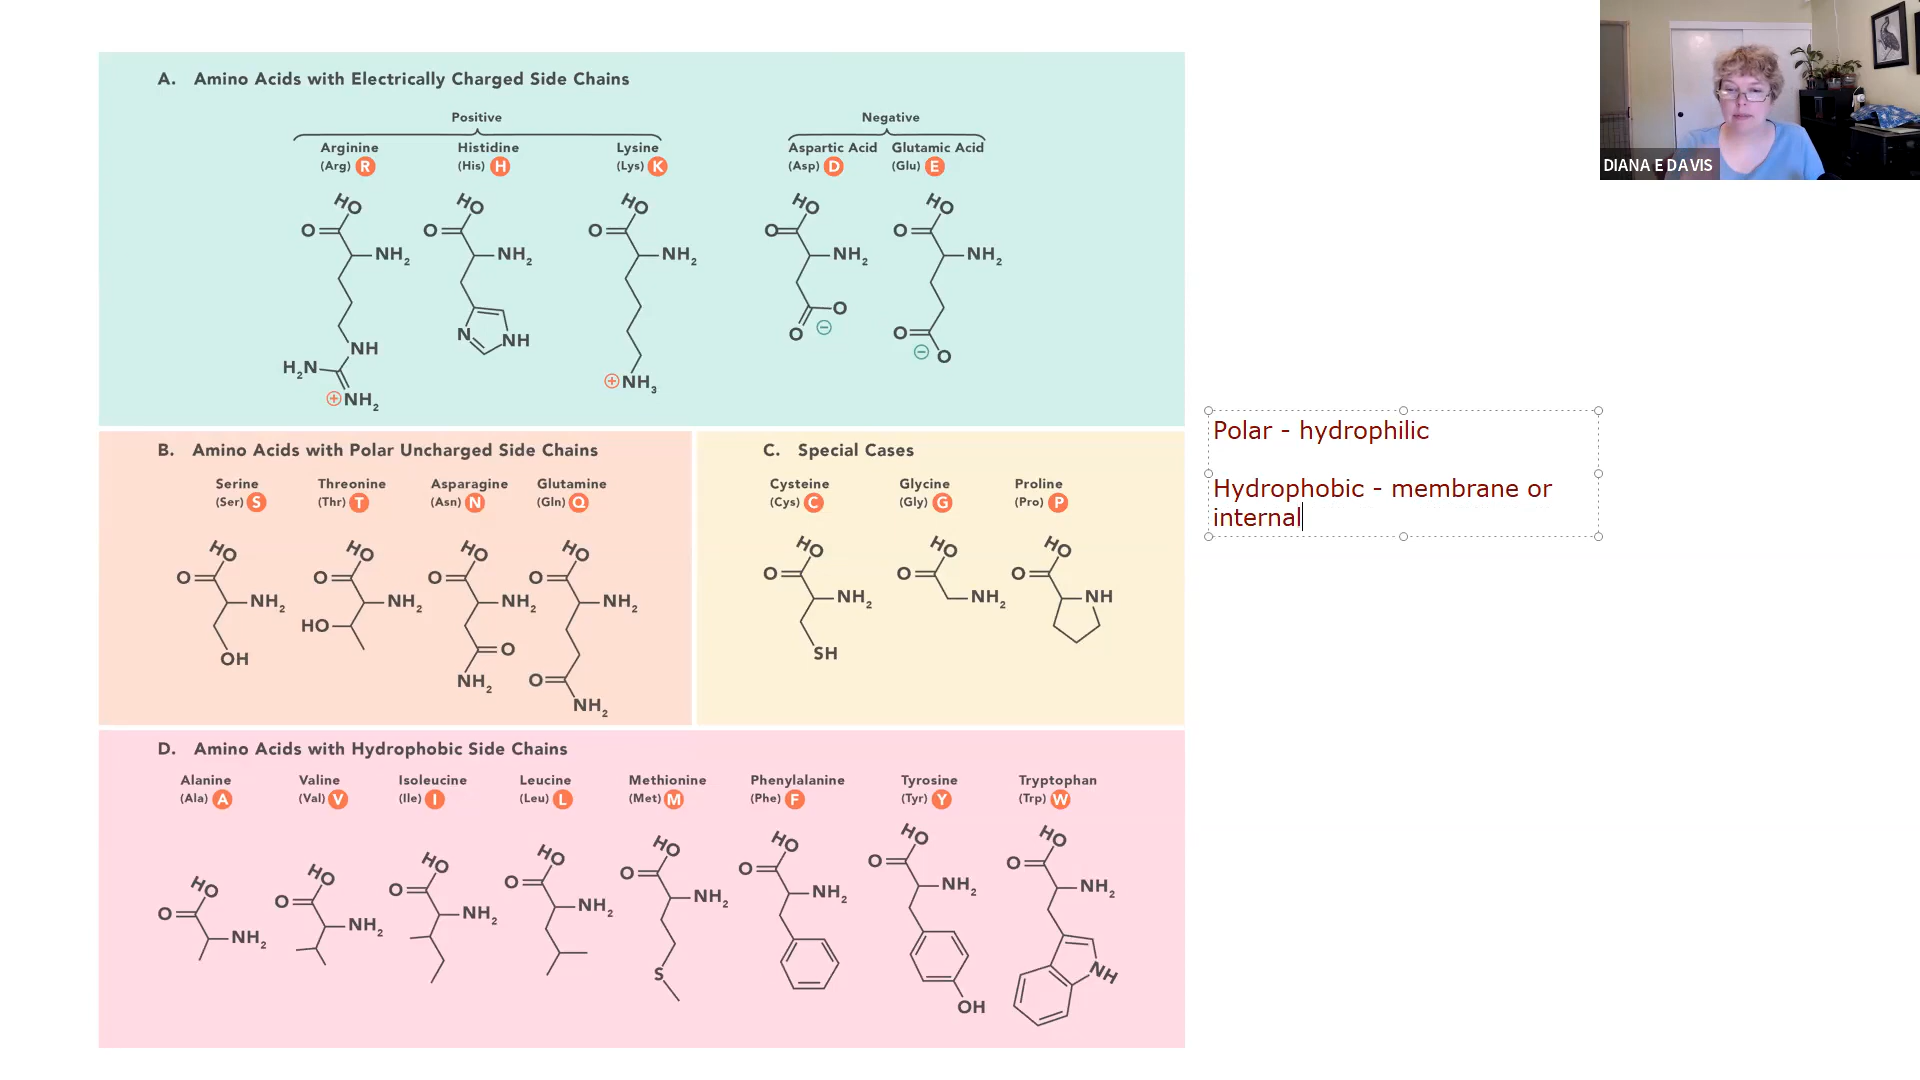 A. Amino Acids with Electrically Charged Side Chains
Positive
Negative
Arginine
(Arg) R
Histidine
(His) H
Lysine
(Lys) K
Aspartic Acid
(Asp) D
Glutamic Acid
(Glu) E
HO
O
NH2
NH
H2N
NH2
HO
O
NH2
N
NH
HO
O
NH2
NH3
HO
O
NH2
O
O
HO
O
NH2
O
O
B. Amino Acids with Polar Uncharged Side Chains
Serine
(Ser) S
Threonine
(Thr) T
Asparagine
(Asn) N
Glutamine
(Gln) Q
HO
O
NH2
OH
HO
O
NH2
HO
HO
O
NH2
O
NH2
HO
O
NH2
O
NH2
C. Special Cases
Cysteine
(Cys) C
Glycine
(Gly) G
Proline
(Pro) P
HO
O
NH2
SH
HO
O
NH2
HO
O
NH
D. Amino Acids with Hydrophobic Side Chains
Alanine
(Ala) A
Valine
(Val) V
Isoleucine
(Ile) I
Leucine
(Leu) L
Methionine
(Met) M
Phenylalanine
(Phe) F
Tyrosine
(Tyr) Y
Tryptophan
(Trp) W
HO
O
NH2
HO
O
NH2
HO
O
NH2
HO
O
NH2
HO
O
NH2
S
HO
O
NH2
HO
O
NH2
OH
HO
O
NH2
NH
Polar - hydrophilic
Hydrophobic - membrane or
internal
DIANA E DAVIS